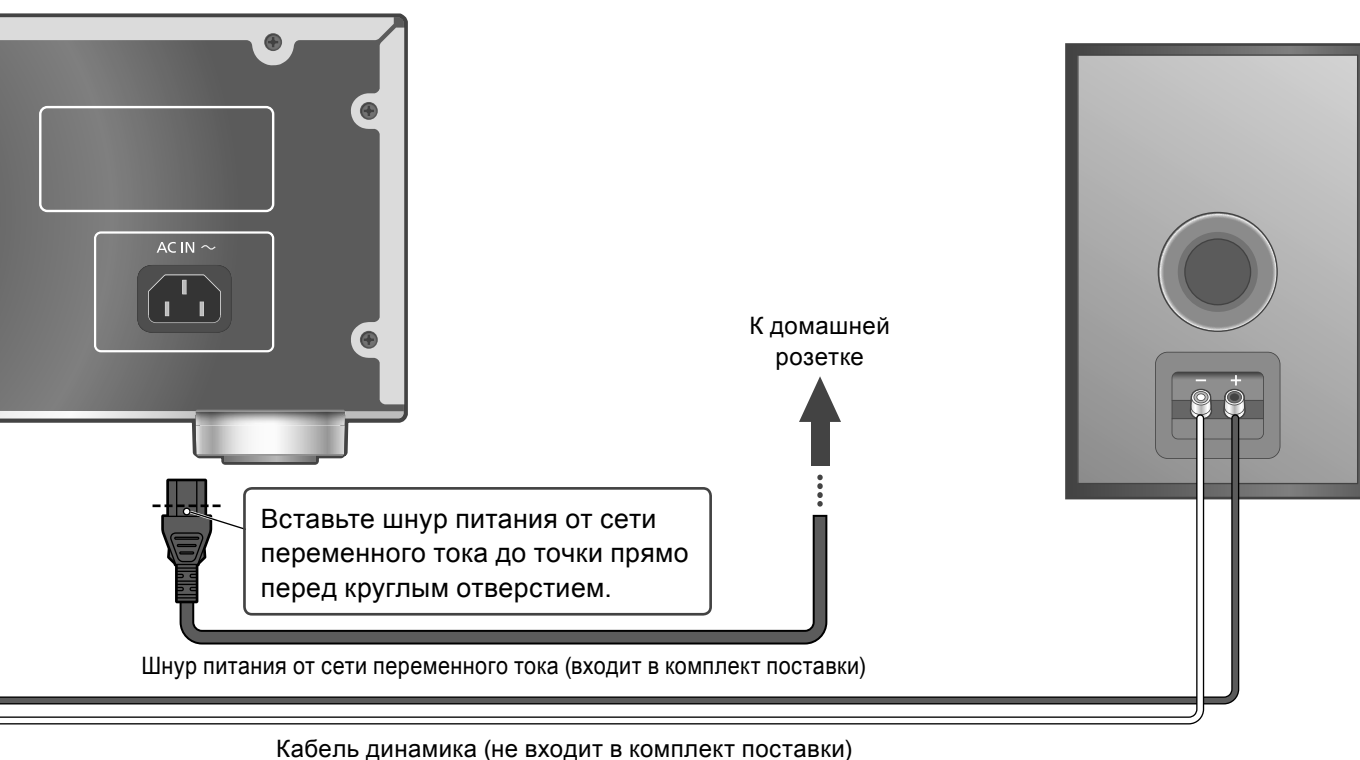 AC IN ～
К домашней
розетке
− +
Вставьте шнур питания от сети
переменного тока до точки прямо
перед круглым отверстием.
Шнур питания от сети переменного тока (входит в комплект поставки)
Кабель динамика (не входит в комплект поставки)